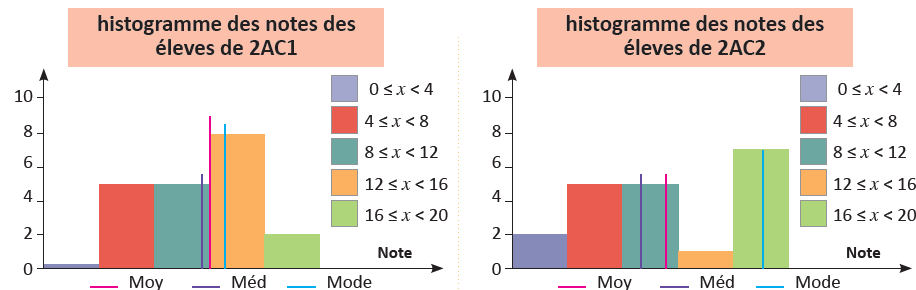 histogramme des notes des
éleves de 2AC1
10
8
6
4
2
0
0 ≤ x < 4
4 ≤ x < 8
8 ≤ x < 12
12 ≤ x < 16
16 ≤ x < 20
Note
Moy Méd Mode
histogramme des notes des
éleves de 2AC2
10
8
6
4
2
0
0 ≤ x < 4
4 ≤ x < 8
8 ≤ x < 12
12 ≤ x < 16
16 ≤ x < 20
Note
Moy Méd Mode